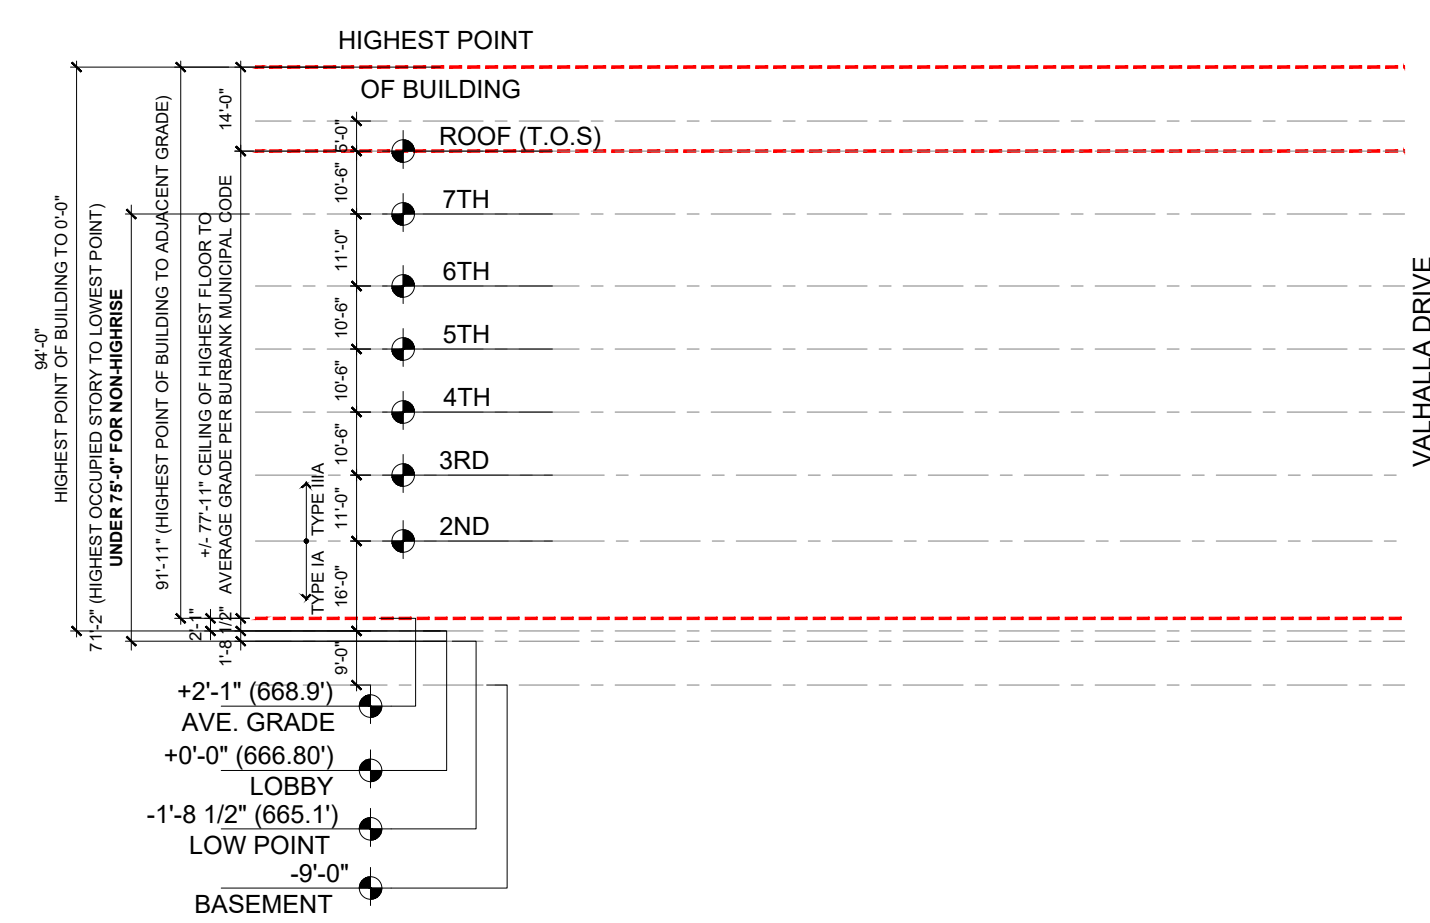 HIGHEST POINT
OF BUILDING
ROOF (T.O.S)
7TH
6TH
5TH
4TH
3RD
2ND
94'-0"
HIGHEST POINT OF BUILDING TO 0'-0"
71'-2" (HIGHEST OCCUPIED STORY TO LOWEST POINT)
UNDER 75'-0" FOR NON-HIGHRISE
91'-11" (HIGHEST POINT OF BUILDING TO ADJACENT GRADE)
+/- 77'-11" CEILING OF HIGHEST FLOOR TO
AVERAGE GRADE PER BURBANK MUNICIPAL CODE
14'-0"
2'-1"
1'-8 1/2"
TYPE IIIA
TYPE IA
5'-0"
10'-6"
11'-0"
10'-6"
10'-6"
10'-6"
11'-0"
16'-0"
9'-0"
+2'-1" (668.9')
AVE. GRADE
+0'-0" (666.80')
LOBBY
-1'-8 1/2" (665.1')
LOW POINT
-9'-0"
BASEMENT
VALHALLA DRIVE